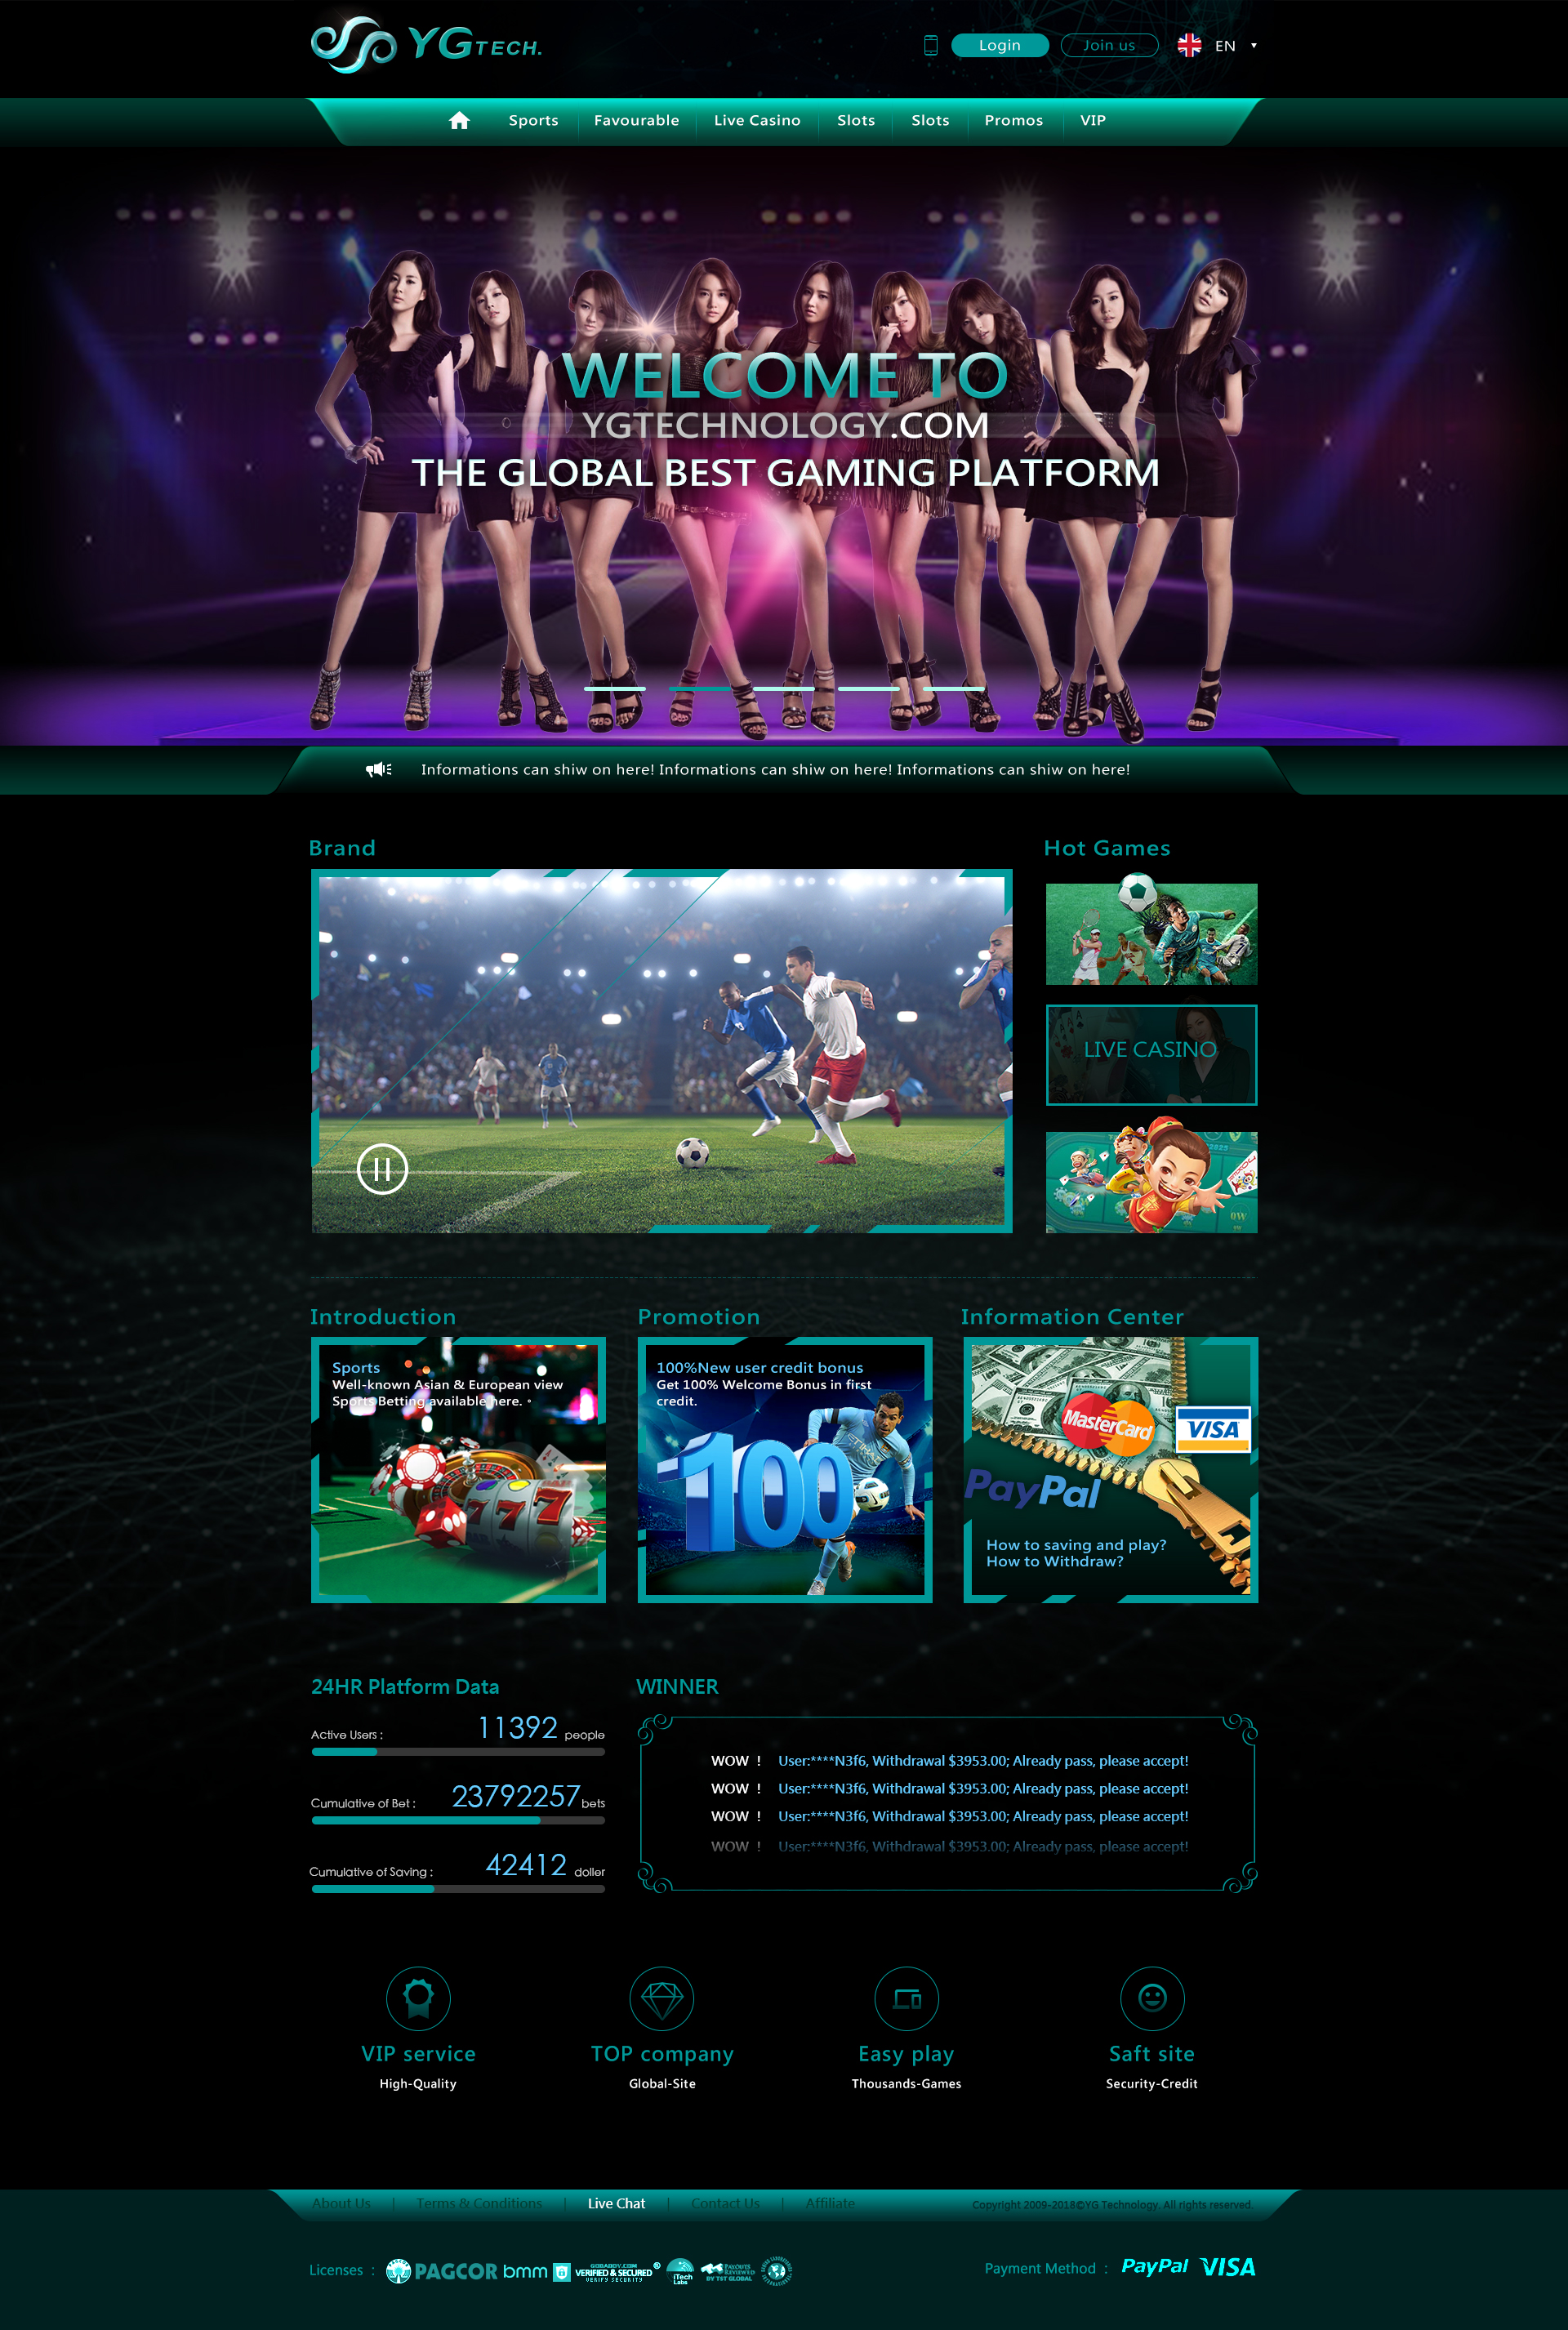 YGTECH.
Login
Join us
EN
Sports
Favourable
Live Casino
Slots
Slots
Promos
VIP
WELCOME TO
YGTECHNOLOGY.COM
THE GLOBAL BEST GAMING PLATFORM
Informations can shiw on here! Informations can shiw on here! Informations can shiw on here!
Brand
Hot Games
LIVE CASINO
Introduction
Sports
Well-known Asian & European view
Sports Betting available here.
Promotion
100%New user credit bonus
Get 100% Welcome Bonus in first
credit.
100
Information Center
MasterCard
VISA
PayPal
How to saving and play?
How to Withdraw?
24HR Platform Data
Active Users : 11392 people
Cumulative of Bet : 23792257 bets
Cumulative of Saving : 42412 doller
WINNER
WOW ! User:****N3f6, Withdrawal $3953.00; Already pass, please accept!
WOW ! User:****N3f6, Withdrawal $3953.00; Already pass, please accept!
WOW ! User:****N3f6, Withdrawal $3953.00; Already pass, please accept!
WOW ! User:****N3f6, Withdrawal $3953.00; Already pass, please accept!
VIP service
High-Quality
TOP company
Global-Site
Easy play
Thousands-Games
Saft site
Security-Credit
About Us | Terms & Conditions | Live Chat | Contact Us | Affiliate
Copyright 2009-2018©YG Technology. All rights reserved.
Licenses :
PAGCOR
bmm
GODADDY.COM
VERIFIED & SECURED
VERIFY SECURITY
iTech
Labs
PAYOUTS
REVIEWED
BY TST GLOBAL
Payment Method :
PayPal
VISA